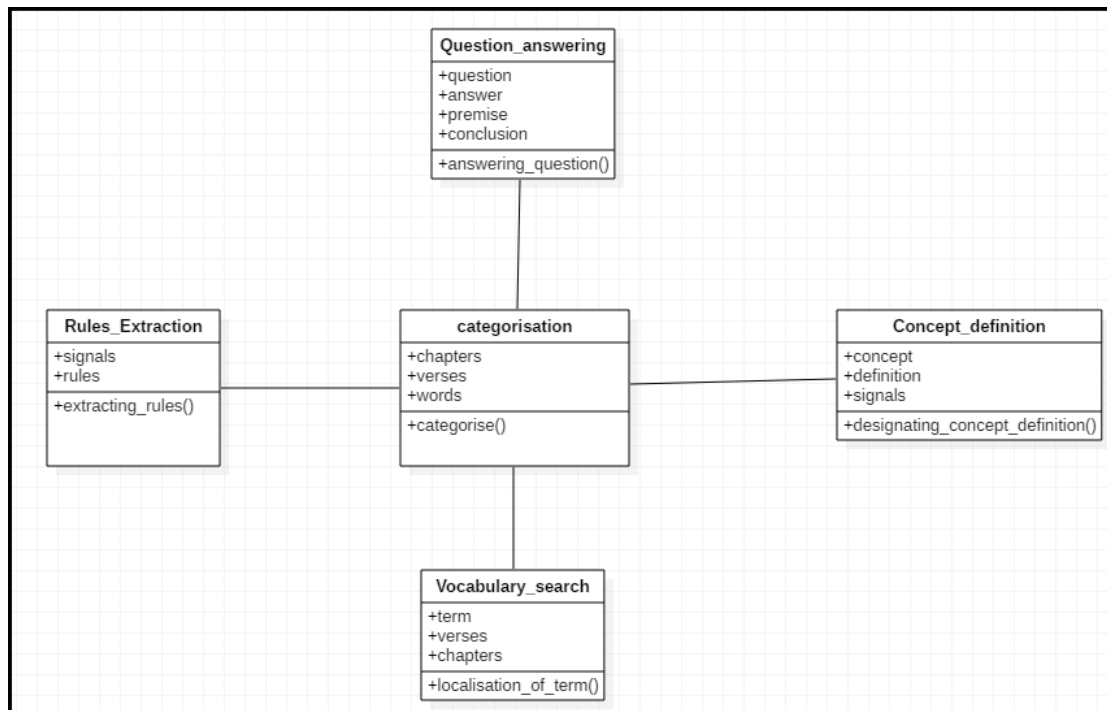 Question_answering
+question
+answer
+premise
+conclusion
+answering_question()
Rules_Extraction
+signals
+rules
+extracting_rules()
categorisation
+chapters
+verses
+words
+categorise()
Concept_definition
+concept
+definition
+signals
+designating_concept_definition()
Vocabulary_search
+term
+verses
+chapters
+localisation_of_term()